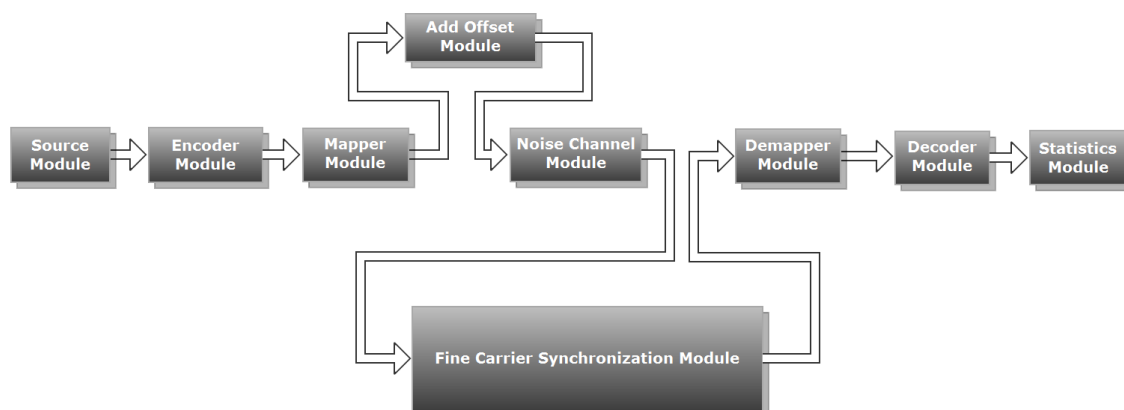 Add Offset
Module
Source
Module
Encoder
Module
Mapper
Module
Noise Channel
Module
Demapper
Module
Decoder
Module
Statistics
Module
Fine Carrier Synchronization Module